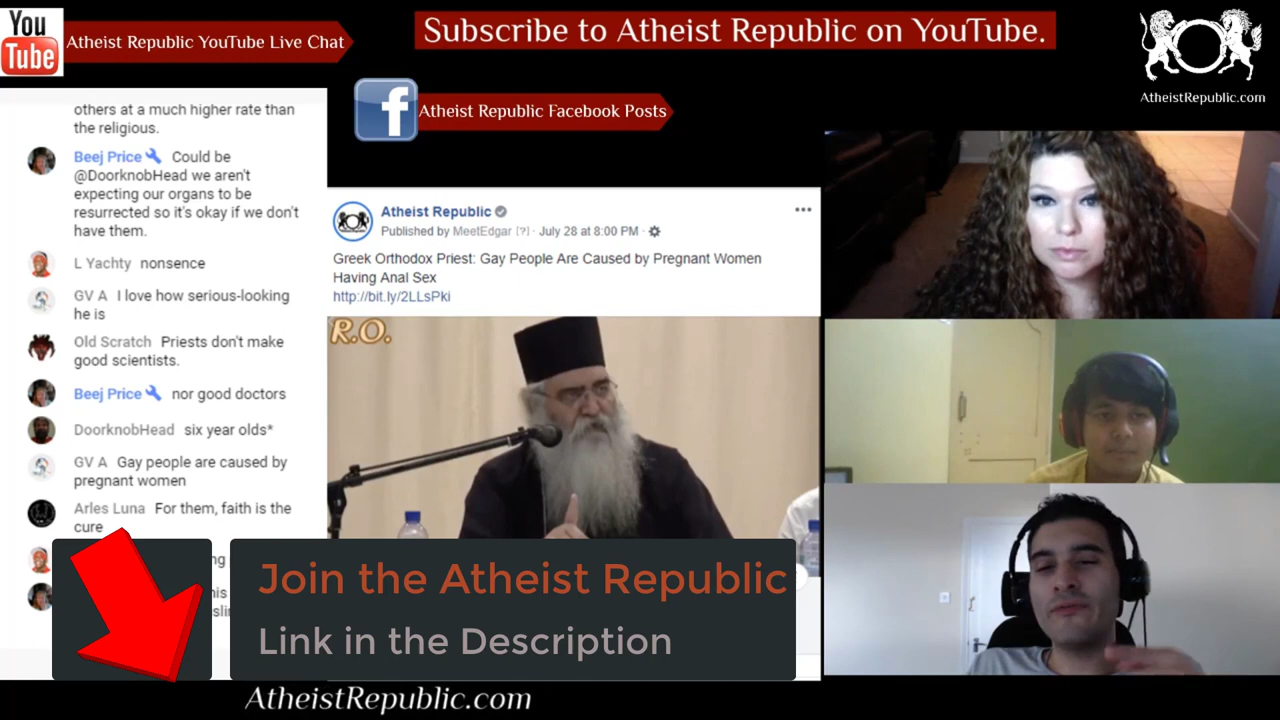 You
Tube
Atheist Republic YouTube Live Chat
Subscribe to Atheist Republic on YouTube.
AtheistRepublic.com
f
Atheist Republic Facebook Posts
others at a much higher rate than
the religious.
Beej Price Could be
@DoorknobHead we aren't
expecting our organs to be
resurrected so it's okay if we don't
have them.
L Yachty nonsence
GV A I love how serious-looking
he is
Old Scratch Priests don't make
good scientists.
Beej Price nor good doctors
DoorknobHead six year olds*
GV A Gay people are caused by
pregnant women
Arles Luna For them, faith is the
cure
Atheist Republic
Published by MeetEdgar [?] · July 28 at 8:00 PM ·
Greek Orthodox Priest: Gay People Are Caused by Pregnant Women
Having Anal Sex
http://bit.ly/2LLsPki
R.O.
Join the Atheist Republic
Link in the Description
AtheistRepublic.com